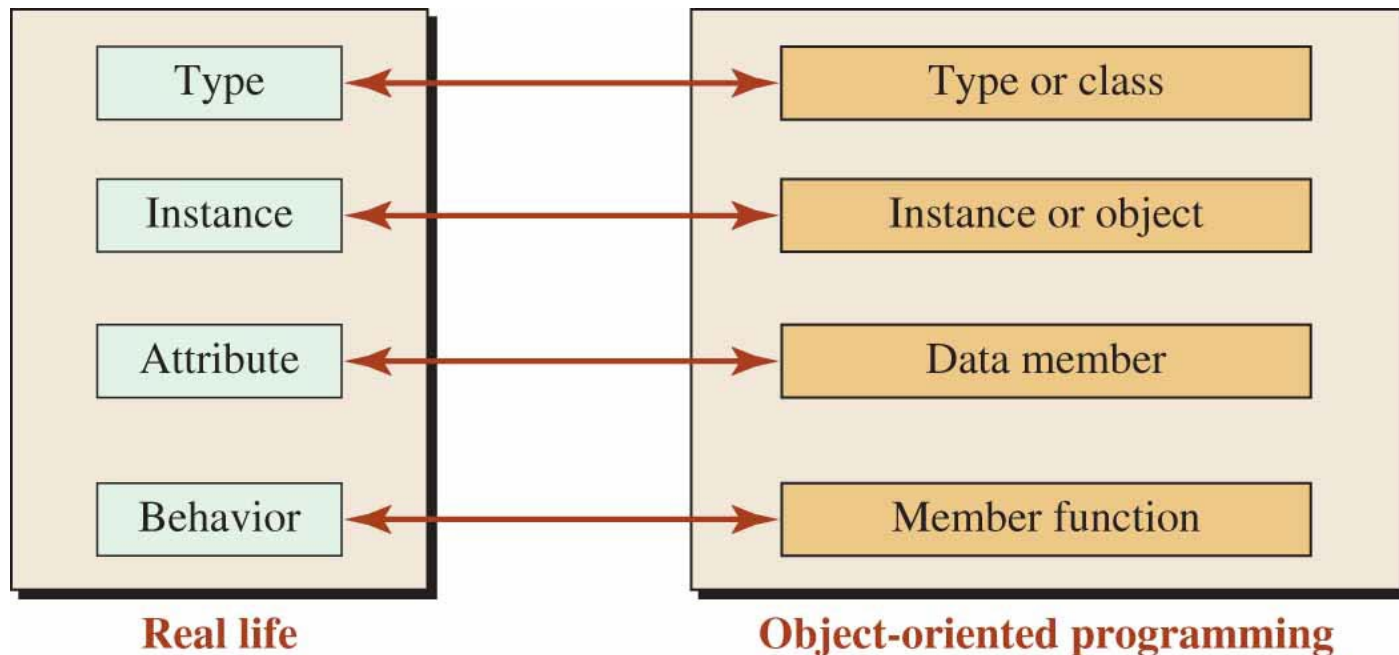 Type
Type or class
Instance
Instance or object
Attribute
Data member
Behavior
Member function
Real life
Object-oriented programming